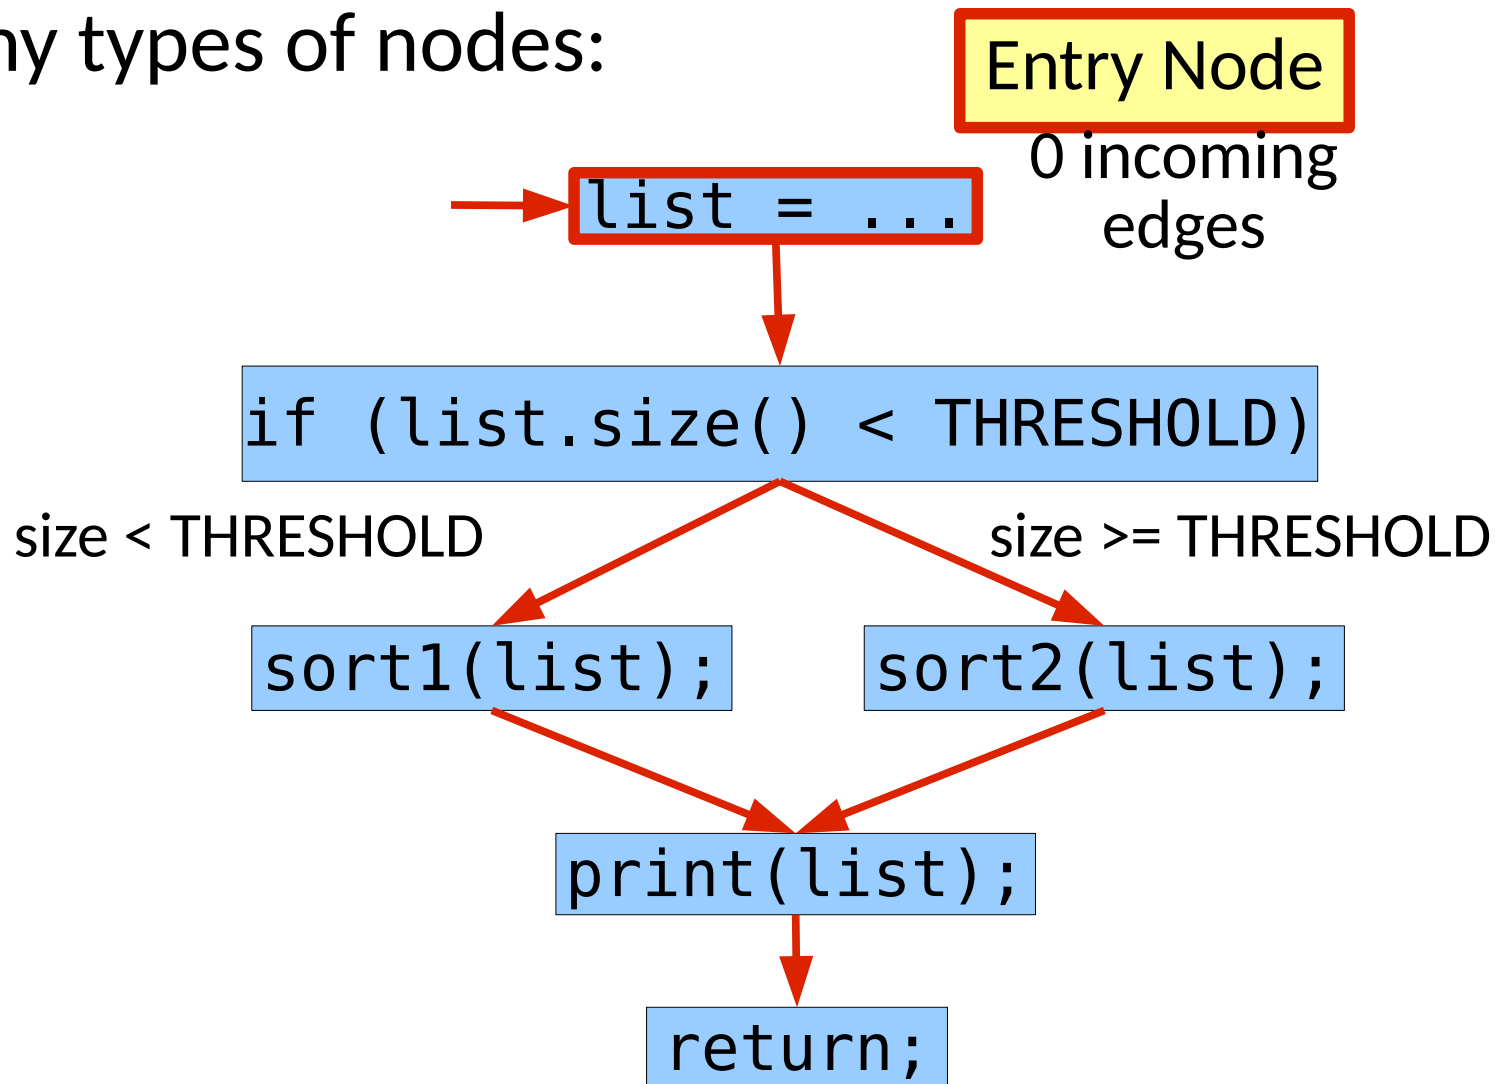 types of nodes:
Entry Node
0 incoming
edges
list = ...
if (list.size() < THRESHOLD)
size < THRESHOLD
size >= THRESHOLD
sort1(list);
sort2(list);
print(list);
return;